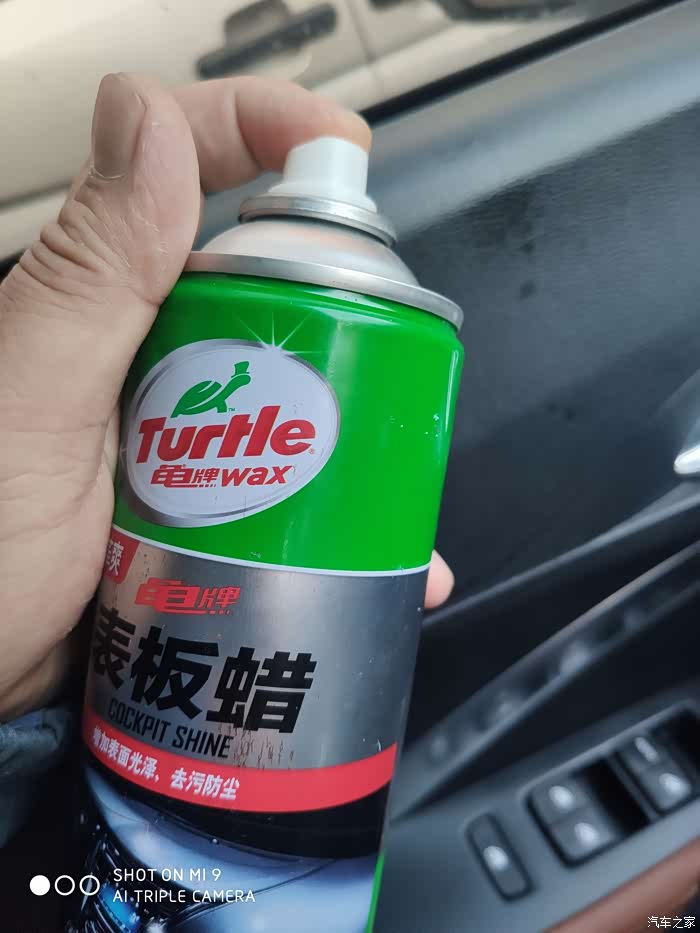 Turtle
龟牌wax
爽
龟牌
表板蜡
COCKPIT SHINE
增加表面光泽，去污防尘
SHOT ON MI 9
AI TRIPLE CAMERA
汽车之家